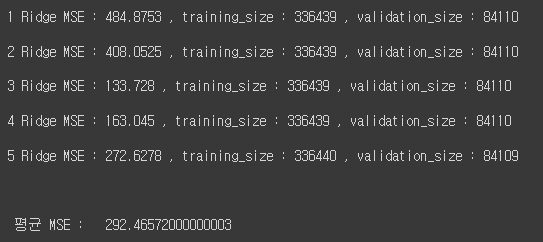 1 Ridge MSE : 484.8753 , training_size : 336439 , validation_size : 84110
2 Ridge MSE : 408.0525 , training_size : 336439 , validation_size : 84110
3 Ridge MSE : 133.728 , training_size : 336439 , validation_size : 84110
4 Ridge MSE : 163.045 , training_size : 336439 , validation_size : 84110
5 Ridge MSE : 272.6278 , training_size : 336440 , validation_size : 84109
평균 MSE : 292.46572000000003